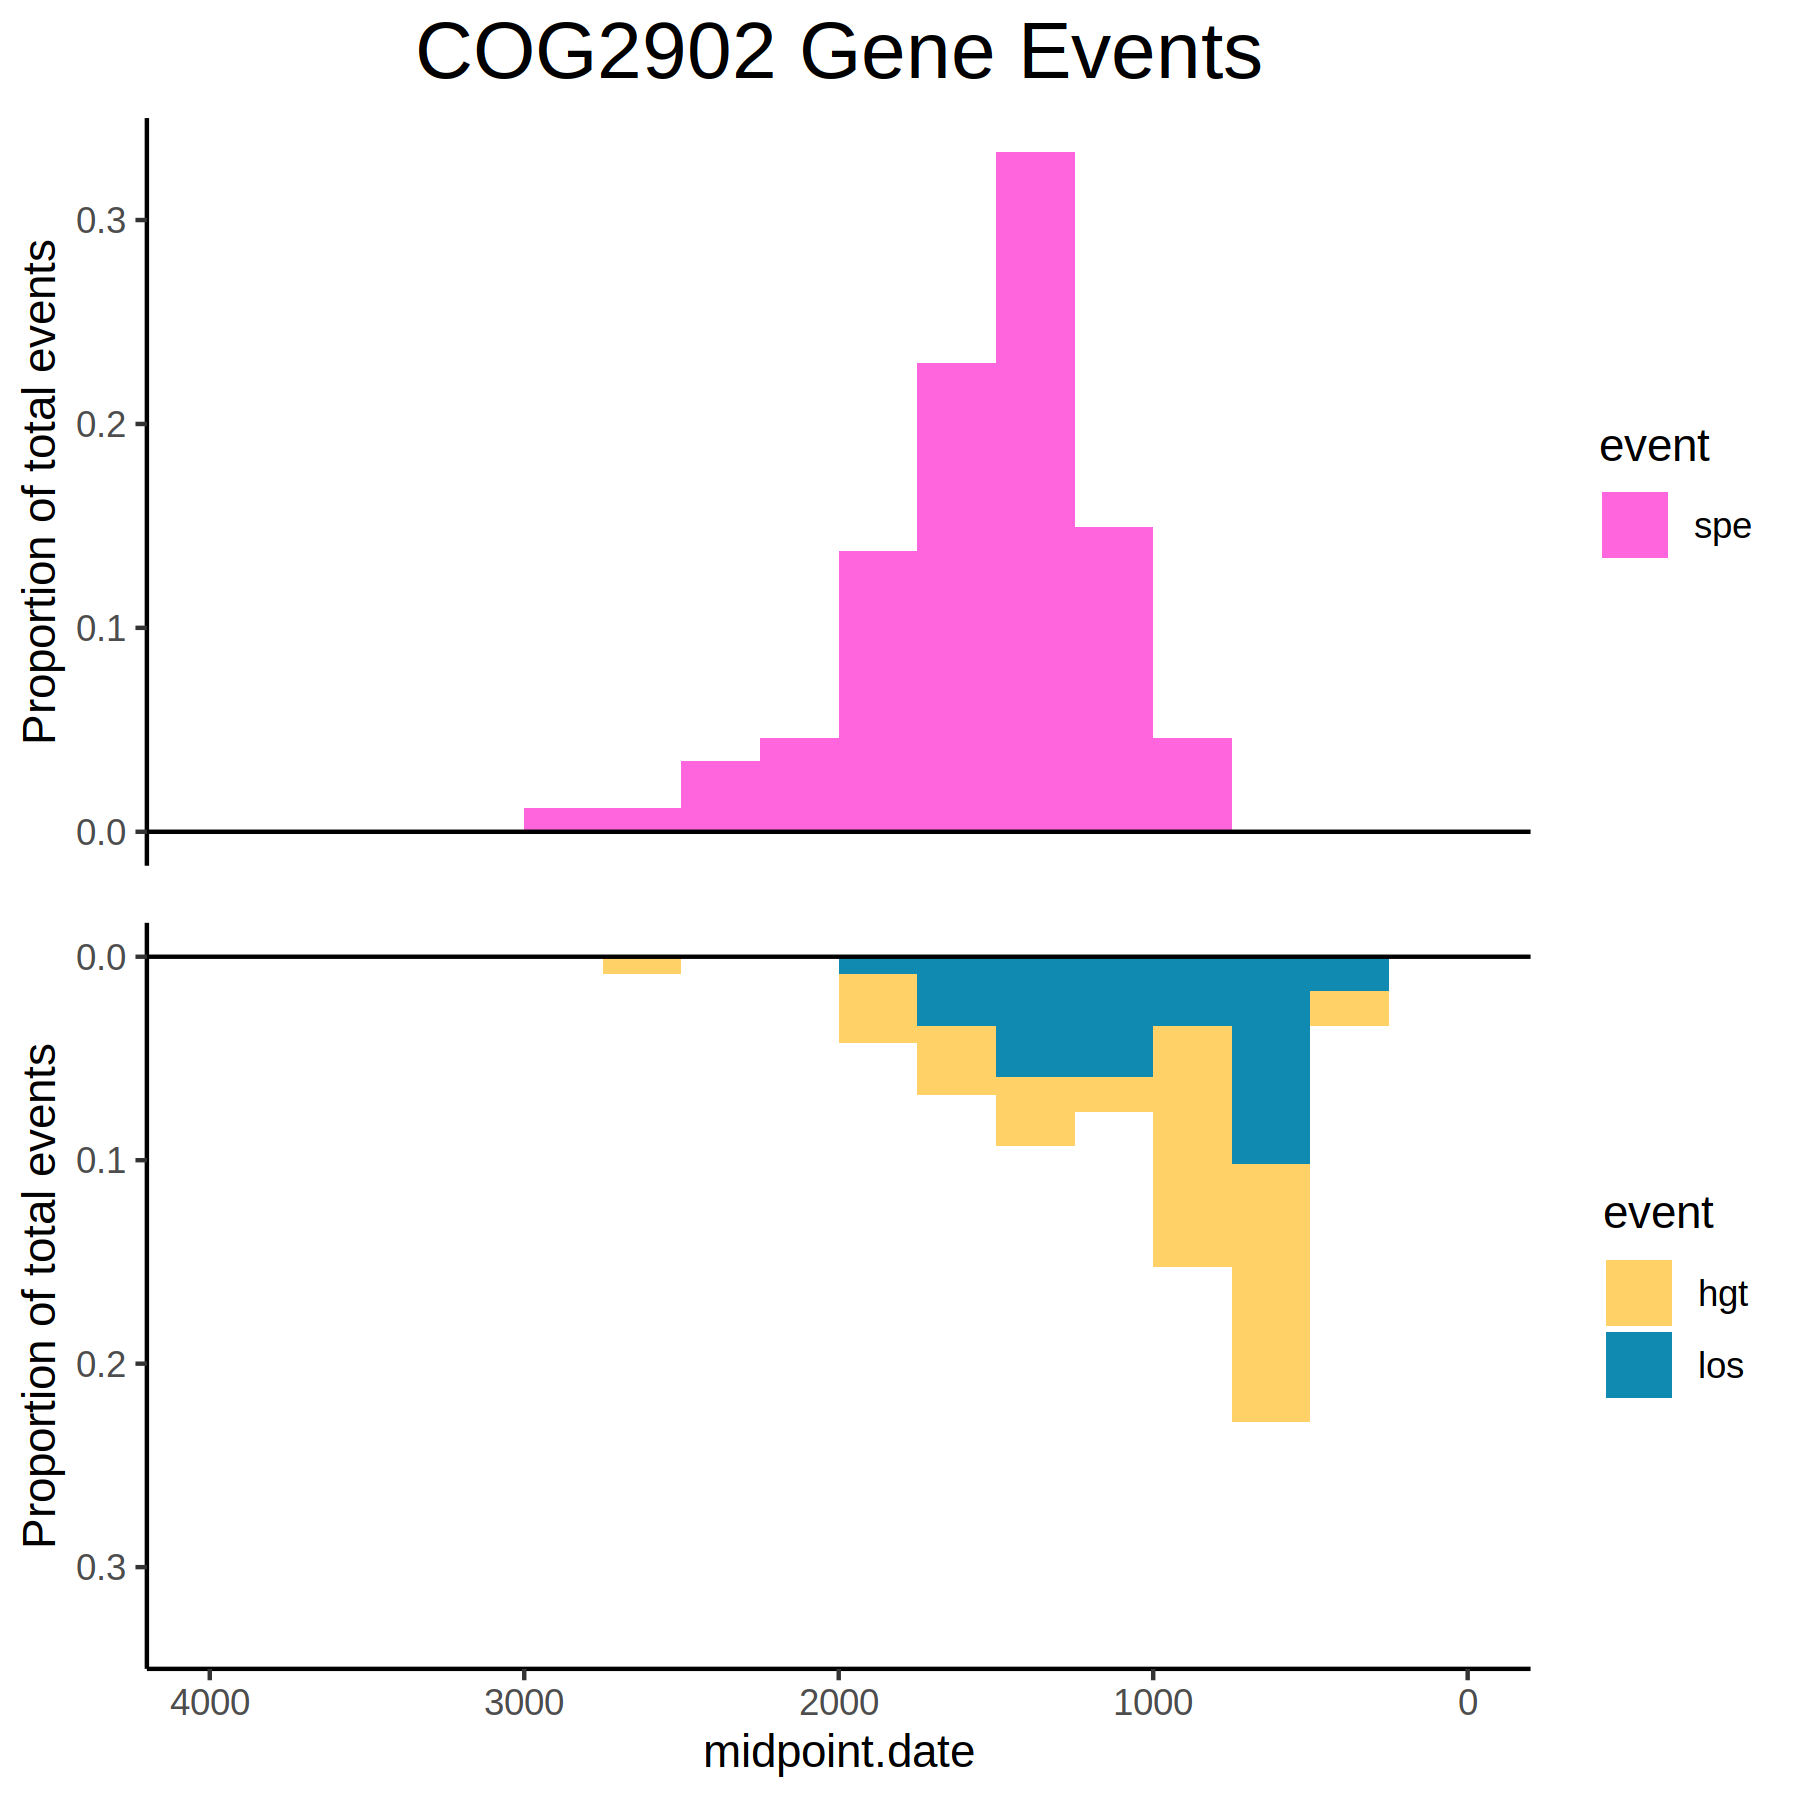 COG2902 Gene Events
Proportion of total events
0.3
0.2
0.1
0.0
event
spe
Proportion of total events
0.0
0.1
0.2
0.3
event
hgt
los
4000 3000 2000 1000 0
midpoint.date